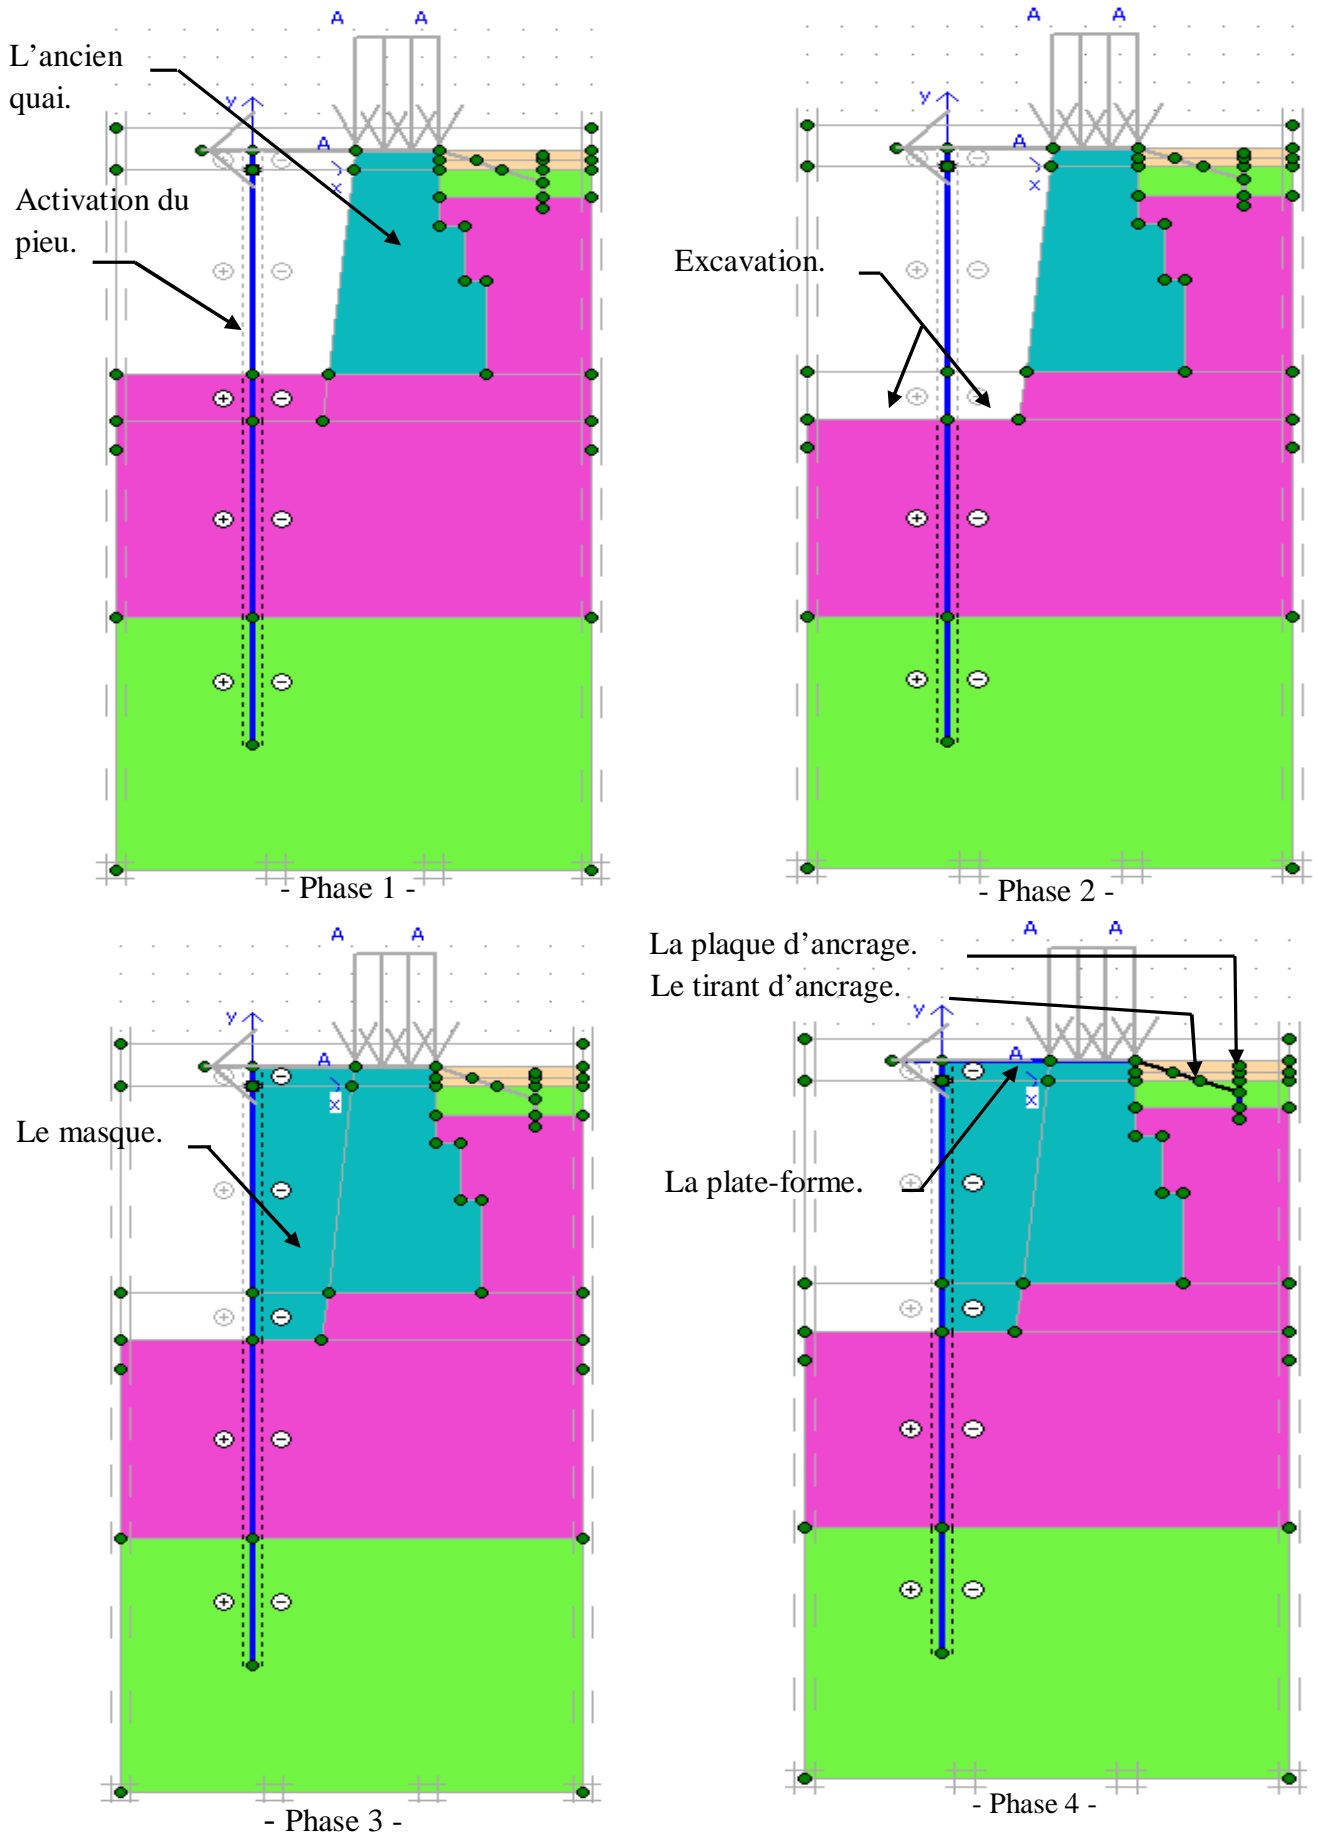 A A
L’ancien
quai.
y
A
x
Activation du
pieu.
- Phase 1 -
A A
y
A
x
Excavation.
- Phase 2 -
A A
y
A
x
Le masque.
- Phase 3 -
La plaque d’ancrage.
A A
Le tirant d’ancrage.
y
A
x
La plate-forme.
- Phase 4 -